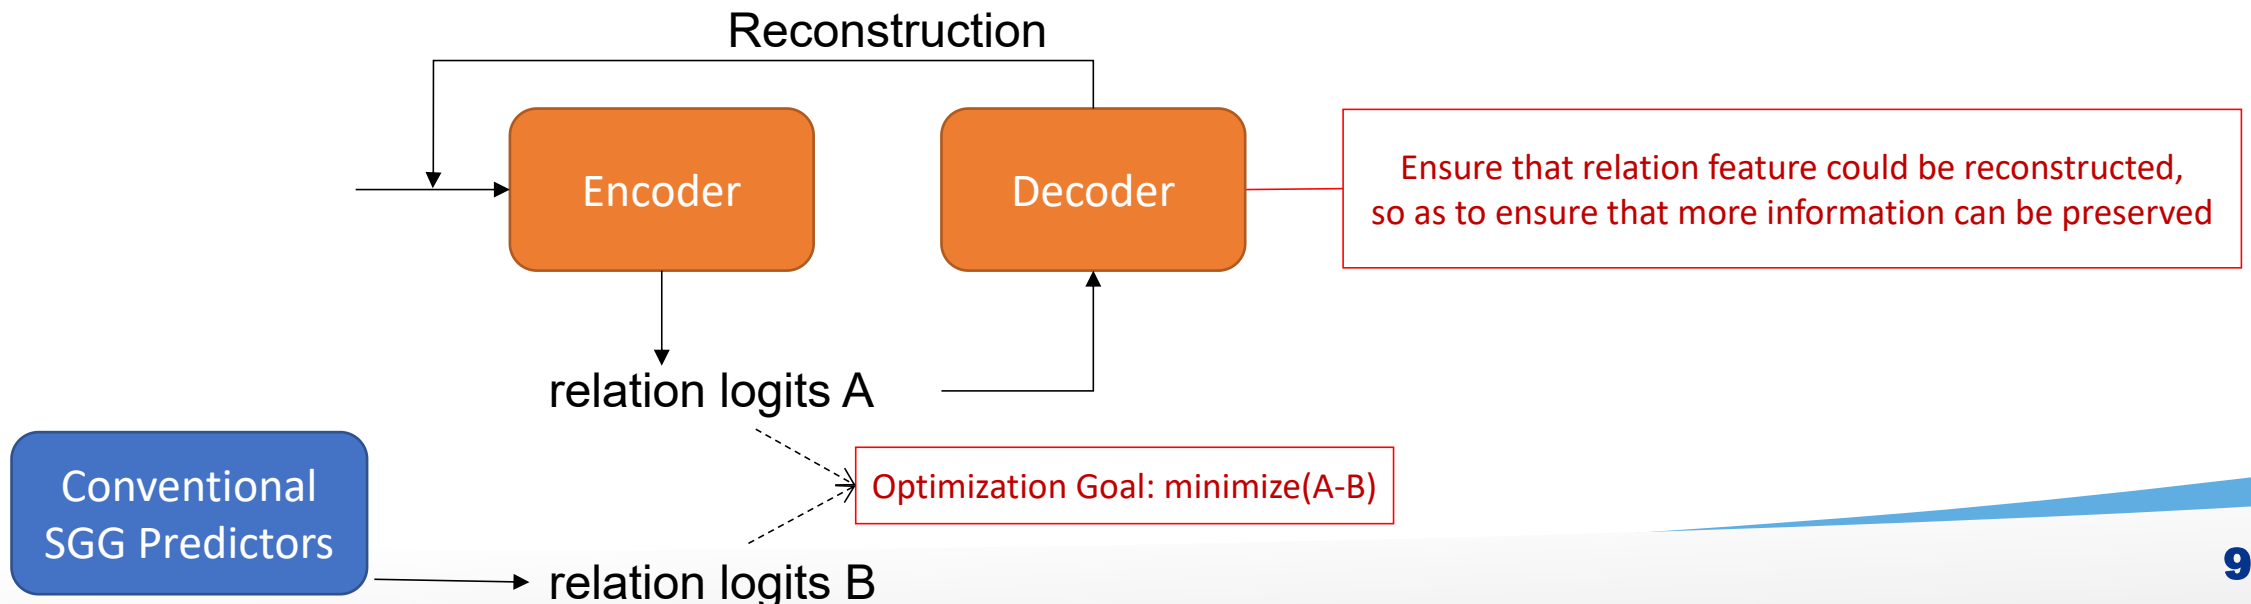 Reconstruction
Encoder
Decoder
Ensure that relation feature could be reconstructed,
so as to ensure that more information can be preserved
relation logits A
Conventional
SGG Predictors
Optimization Goal: minimize(A-B)
relation logits B
9